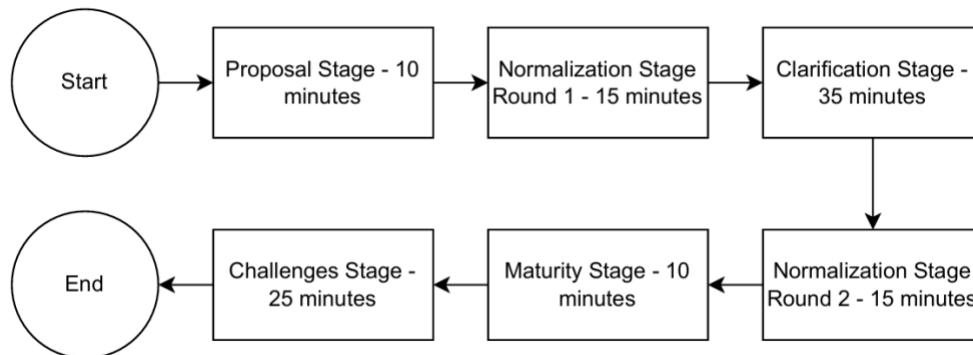 Start
Proposal Stage - 10
minutes
Normalization Stage
Round 1 - 15 minutes
Clarification Stage -
35 minutes
Normalization Stage
Round 2 - 15 minutes
Maturity Stage - 10
minutes
Challenges Stage -
25 minutes
End